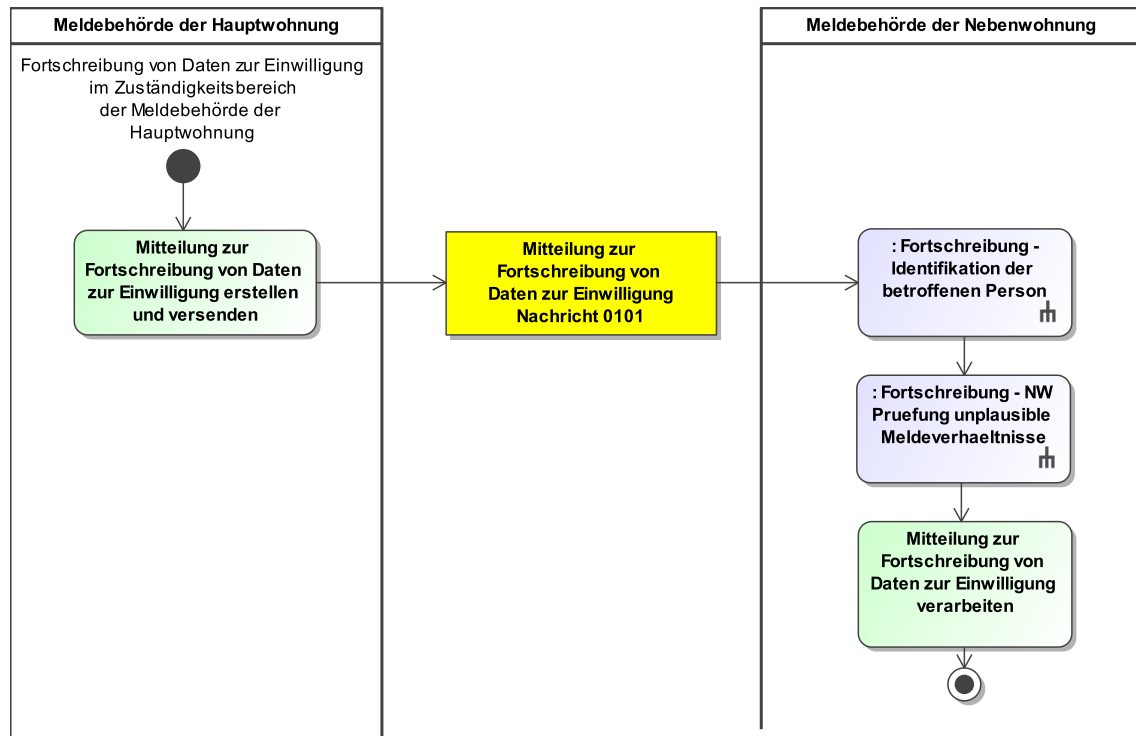 Meldebehörde der Hauptwohnung
Meldebehörde der Nebenwohnung
Fortschreibung von Daten zur Einwilligung
im Zuständigkeitsbereich
der Meldebehörde der
Hauptwohnung
Mitteilung zur
Fortschreibung von Daten
zur Einwilligung erstellen
und versenden
Mitteilung zur
Fortschreibung von
Daten zur Einwilligung
Nachricht 0101
: Fortschreibung -
Identifikation der
betroffenen Person
: Fortschreibung - NW
Pruefung unplausible
Meldeverhaeltnisse
Mitteilung zur
Fortschreibung von
Daten zur Einwilligung
verarbeiten